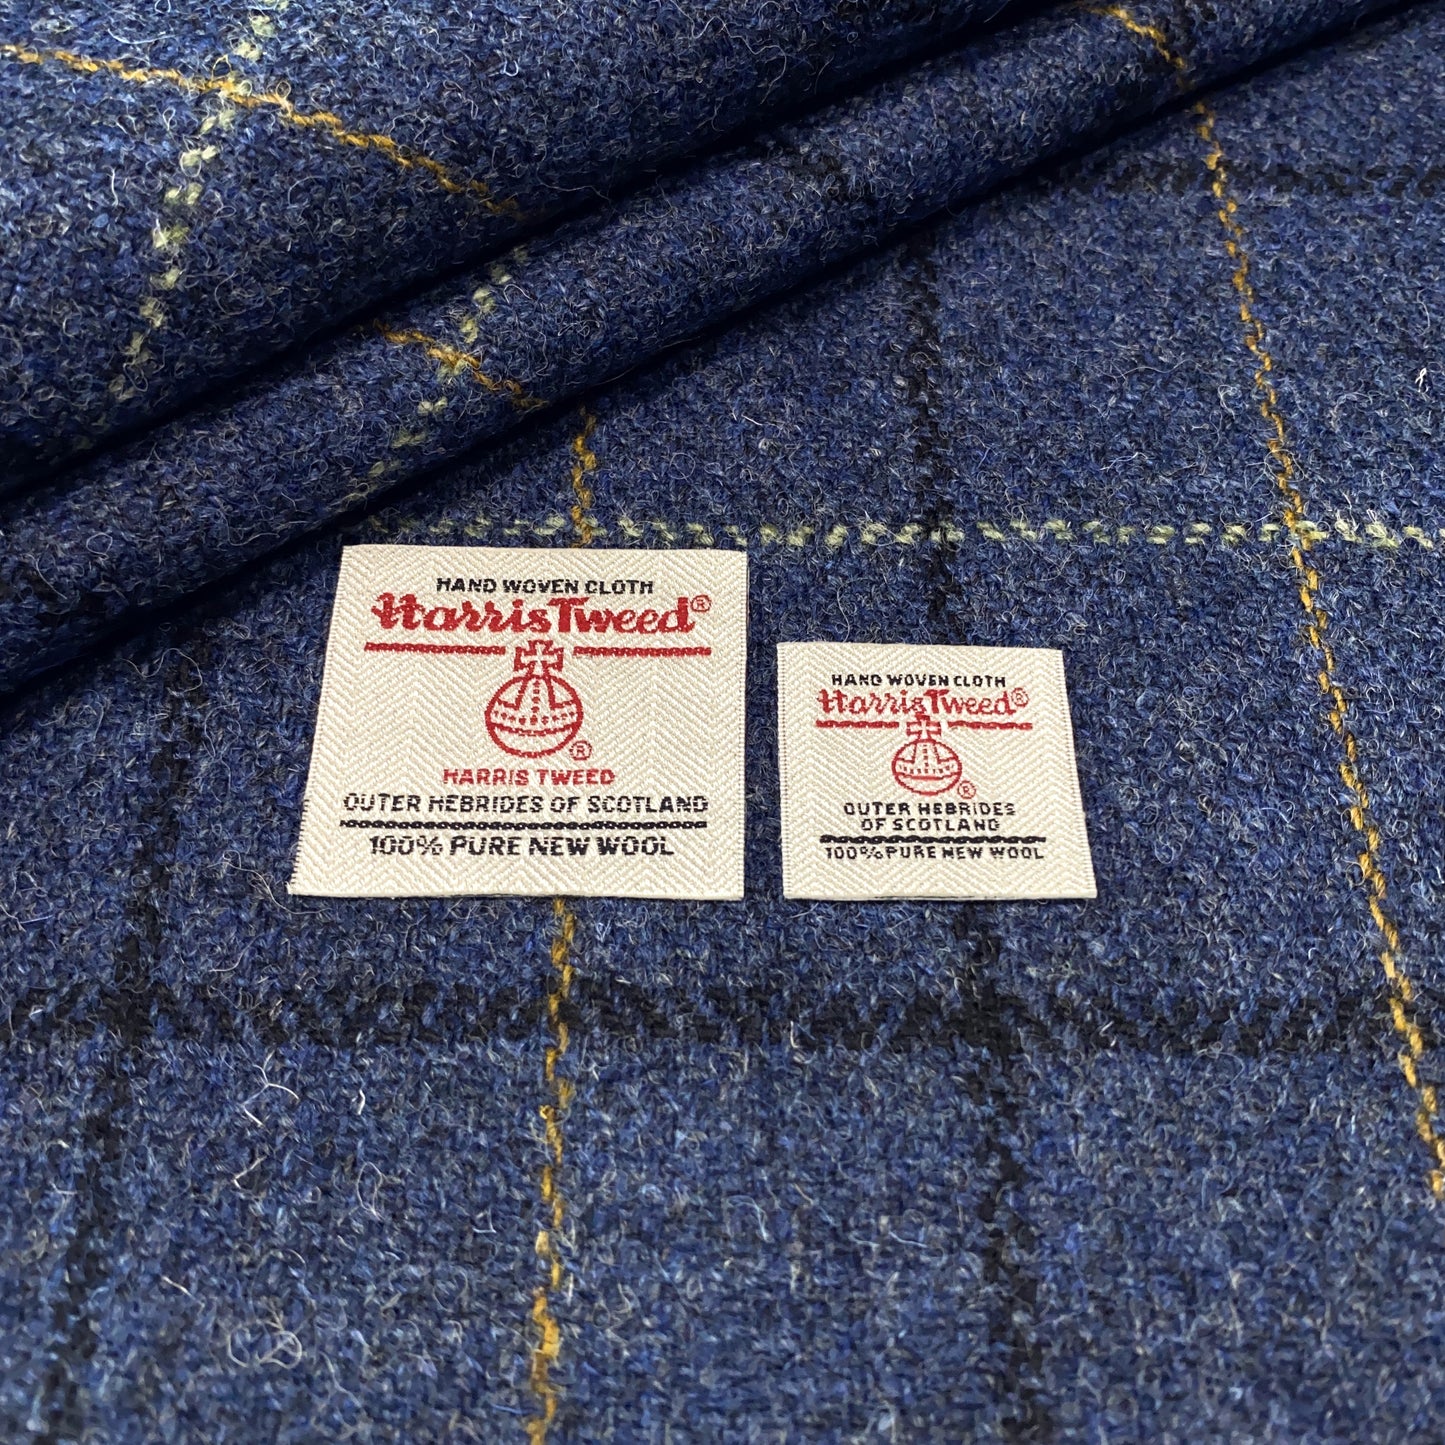 HAND WOVEN CLOTH
Harris Tweed®
®
HARRIS TWEED
OUTER HEBRIDES OF SCOTLAND
100% PURE NEW WOOL
HAND WOVEN CLOTH
Harris Tweed®
®
OUTER HEBRIDES
OF SCOTLAND
100% PURE NEW WOOL